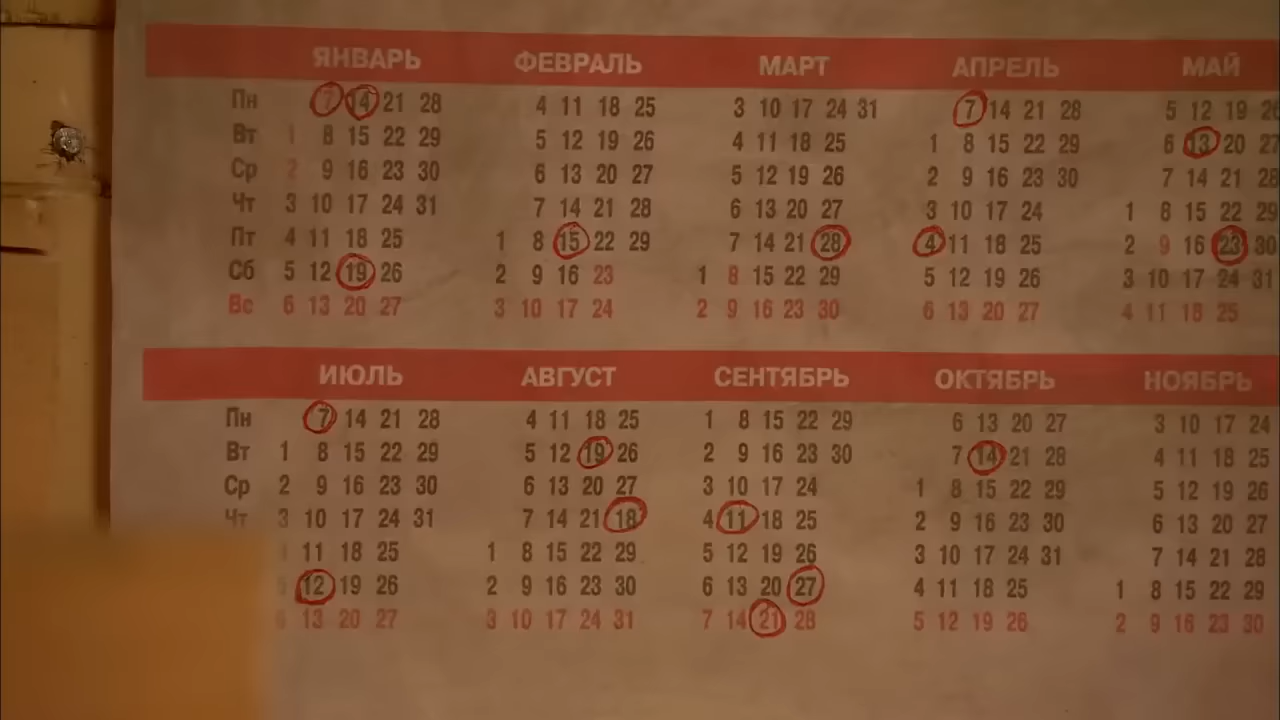 ЯНВАРЬ ФЕВРАЛЬ МАРТ АПРЕЛЬ МАЙ
Пн 7 14 21 28 4 11 18 25 3 10 17 24 31 7 14 21 28 5 12 19
Вт 1 8 15 22 29 5 12 19 26 4 11 18 25 1 8 15 22 29 6 13 20 27
Ср 2 9 16 23 30 6 13 20 27 5 12 19 26 2 9 16 23 30 7 14 21 28
Чт 3 10 17 24 31 7 14 21 28 6 13 20 27 3 10 17 24 1 8 15 22 29
Пт 4 11 18 25 1 8 15 22 29 7 14 21 28 4 11 18 25 2 9 16 23 30
Сб 5 12 19 26 2 9 16 23 1 8 15 22 29 5 12 19 26 3 10 17 24 31
Вс 6 13 20 27 3 10 17 24 2 9 16 23 30 6 13 20 27 4 11 18 25
ИЮЛЬ АВГУСТ СЕНТЯБРЬ ОКТЯБРЬ НОЯБРЬ
Пн 7 14 21 28 4 11 18 25 1 8 15 22 29 6 13 20 27 3 10 17 24
Вт 1 8 15 22 29 5 12 19 26 2 9 16 23 30 7 14 21 28 4 11 18 25
Ср 2 9 16 23 30 6 13 20 27 3 10 17 24 1 8 15 22 29 5 12 19 26
Чт 3 10 17 24 31 7 14 21 18 4 11 18 25 2 9 16 23 30 6 13 20 27
11 18 25 1 8 15 22 29 5 12 19 26 3 10 17 24 31 7 14 21 28
12 19 26 2 9 16 23 30 6 13 20 27 4 11 18 25 1 8 15 22 29
13 20 27 3 10 17 24 31 7 14 21 28 5 12 19 26 2 9 16 23 30